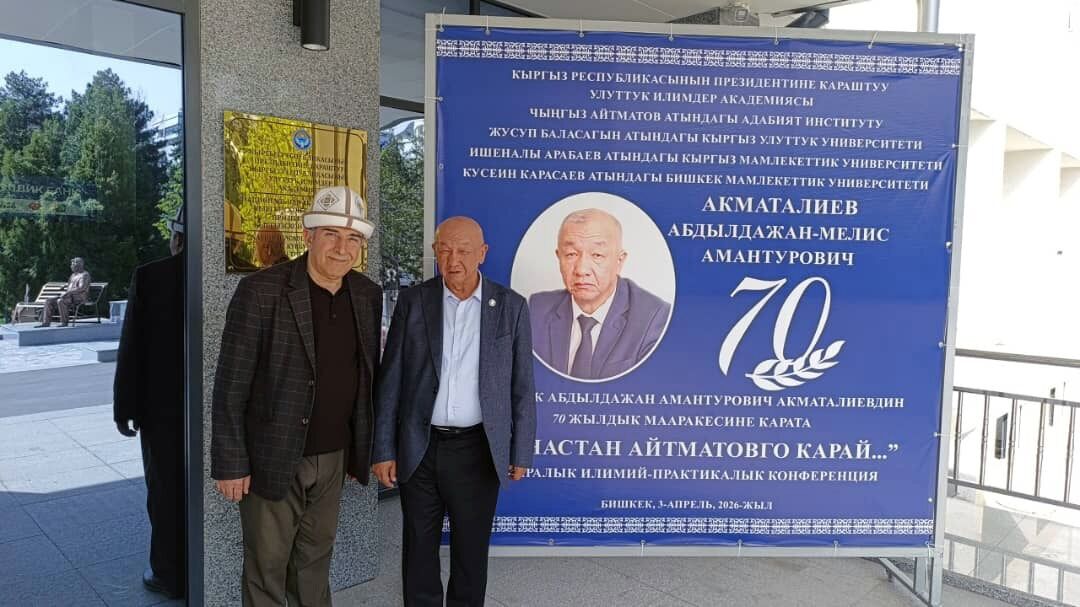 КЫРГЫЗ РЕСПУБЛИКАСЫНЫН ПРЕЗИДЕНТИНЕ КАРАШТУУ
УЛУТТУК ИЛИМДЕР АКАДЕМИЯСЫ
ЧЫҢГЫЗ АЙТМАТОВ АТЫНДАГЫ АДАБИЯТ ИНСТИТУТУ
ЖУСУП БАЛАСАГЫН АТЫНДАГЫ КЫРГЫЗ УЛУТТУК УНИВЕРСИТЕТИ
ИШЕНАЛЫ АРАБАЕВ АТЫНДАГЫ КЫРГЫЗ МАМЛЕКЕТТИК УНИВЕРСИТЕТИ
КУСЕИН КАРАСАЕВ АТЫНДАГЫ БИШКЕК МАМЛЕКЕТТИК УНИВЕРСИТЕТИ
АКМАТАЛИЕВ
АБДЫЛДАЖАН-МЕЛИС
АМАНТУРОВИЧ
70
К АБДЫЛДАЖАН АМАНТУРОВИЧ АКМАТАЛИЕВДИН
70 ЖЫЛДЫК МААРАКЕСИНЕ КАРАТА
НАСТАН АЙТМАТОВГО КАРАЙ...”
РАЛЫК ИЛИМИЙ-ПРАКТИКАЛЫК КОНФЕРЕНЦИЯ
БИШКЕК, 3-АПРЕЛЬ, 2026-ЖЫЛ